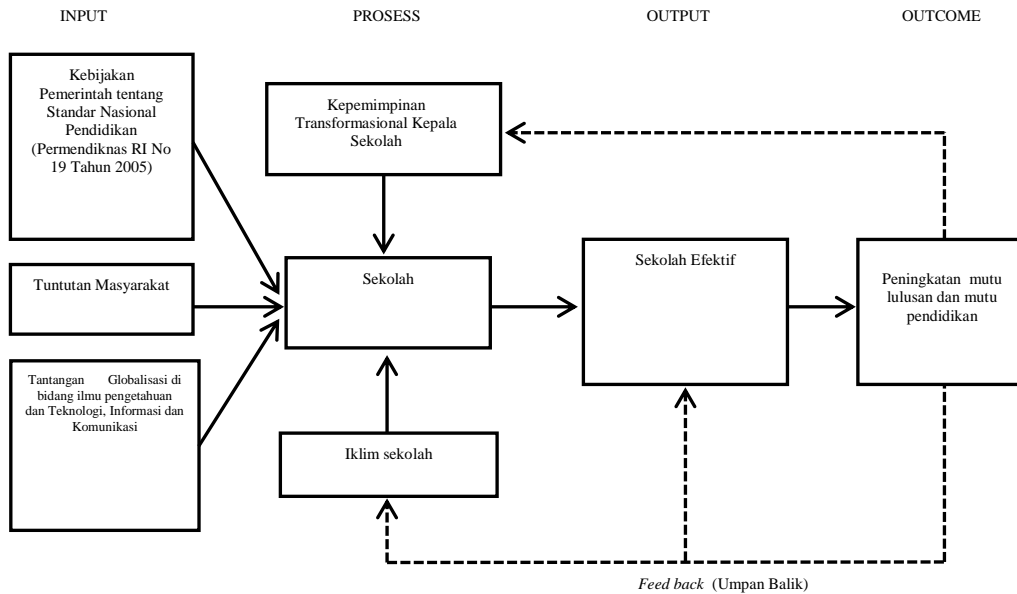 INPUT
PROSESS
OUTPUT
OUTCOME
Kebijakan
Pemerintah tentang
Standar Nasional
Pendidikan
(Permendiknas RI No
19 Tahun 2005)
Kepemimpinan
Transformasional Kepala
Sekolah
Tuntutan Masyarakat
Sekolah
Sekolah Efektif
Peningkatan mutu
lulusan dan mutu
pendidikan
Tantangan Globalisasi di
bidang ilmu pengetahuan
dan Teknologi, Informasi dan
Komunikasi
Iklim sekolah
Feed back (Umpan Balik)